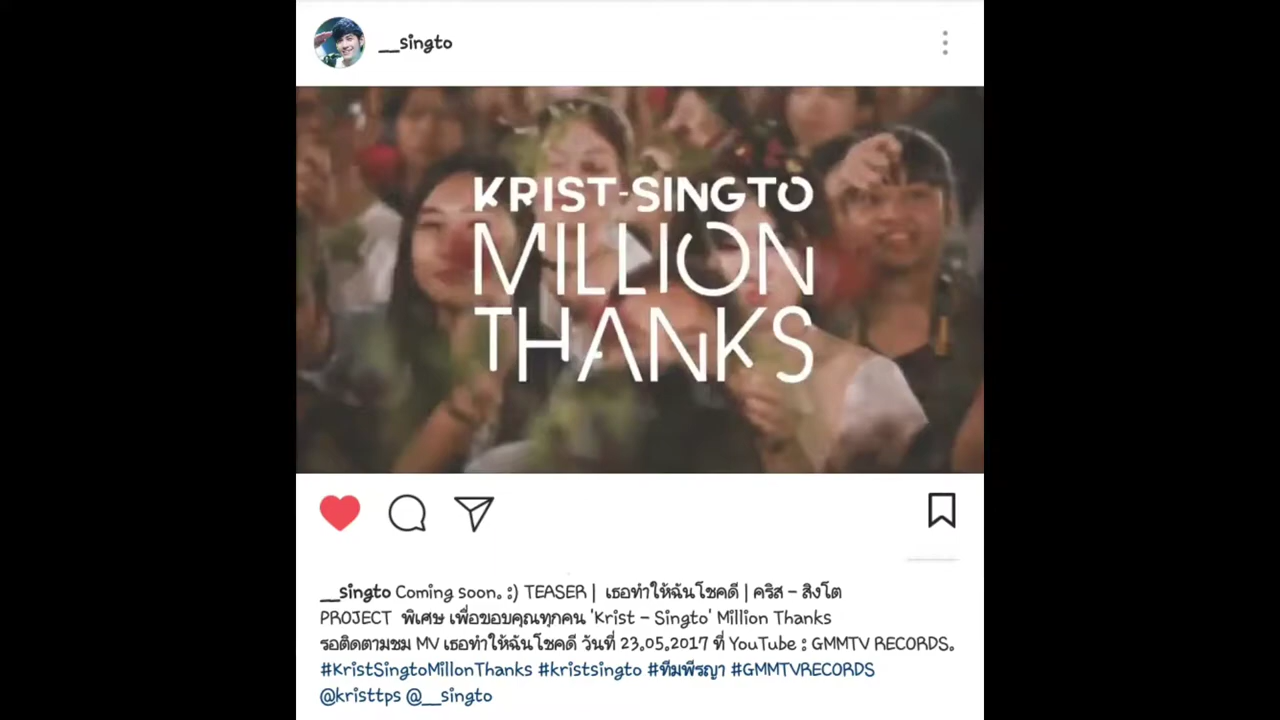 __singto
KRIST-SINGTO
MILLION
THANKS
__singto Coming soon. :) TEASER | เธอทำให้ฉันโชคดี | คริส - สิงโต
PROJECT พิเศษ เพื่อขอบคุณทุกคน 'Krist - Singto' Million Thanks
รอติดตามชม MV เธอทำให้ฉันโชคดี วันที่ 23.05.2017 ที่ YouTube : GMMTV RECORDS.
#KristSingtoMillonThanks #kristsingto #ทีมพีรญา #GMMTVRECORDS
@kristtps @__singto